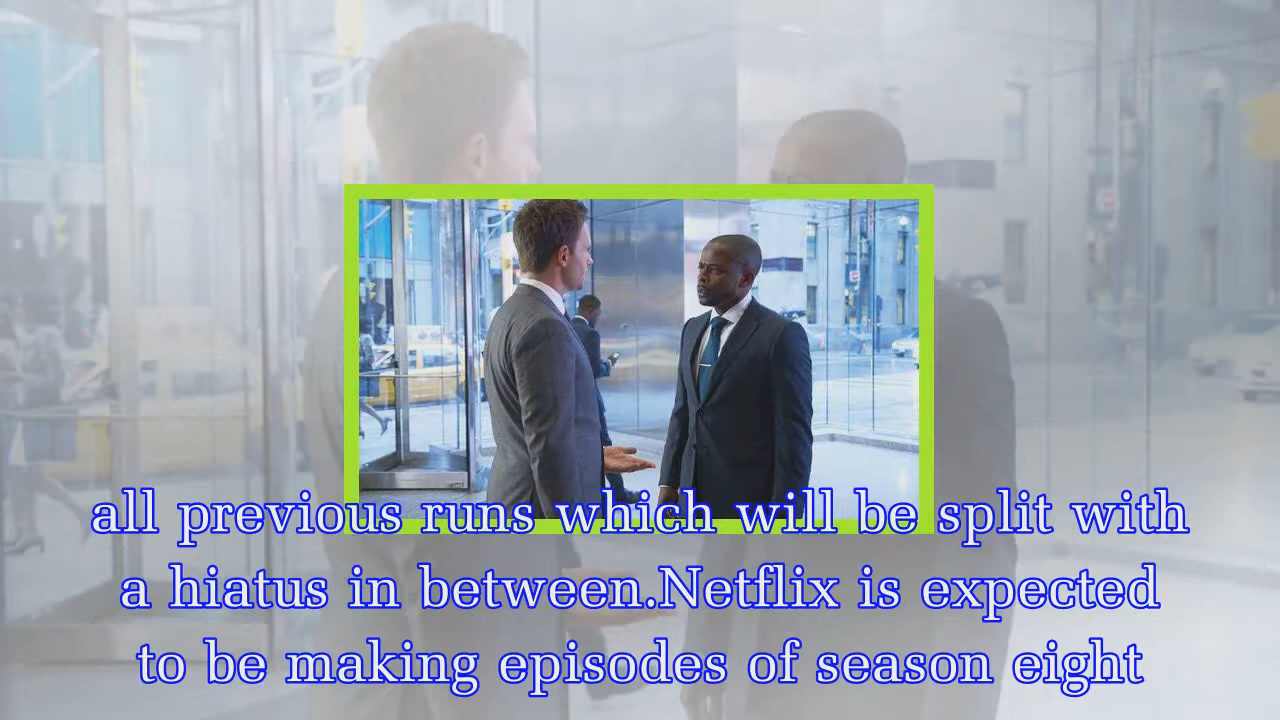 all previous runs which will be split with
a hiatus in between.Netflix is expected
to be making episodes of season eight